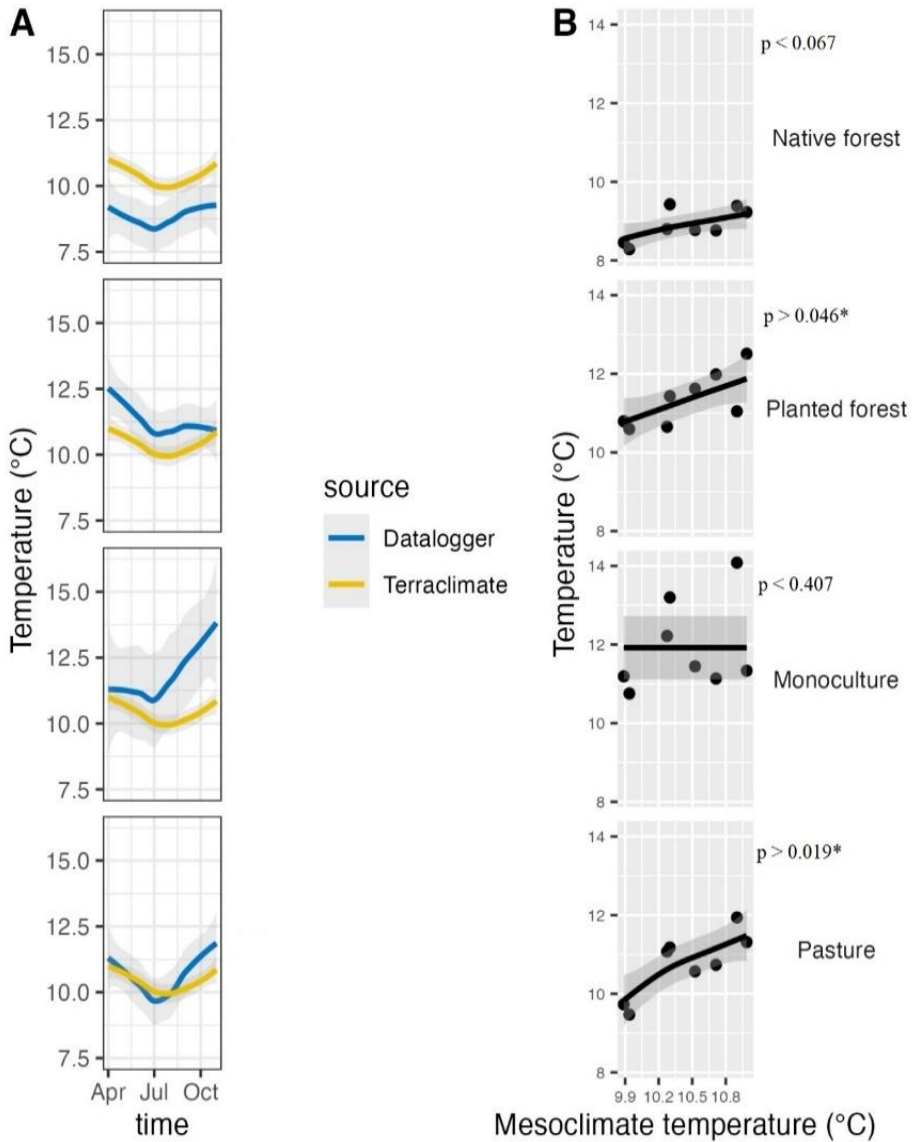 A
15.0
12.5
10.0
7.5
15.0
12.5
10.0
7.5
15.0
12.5
10.0
7.5
15.0
12.5
10.0
7.5
Temperature (°C)
Apr Jul Oct
time
source
Datalogger
Terraclimate
B
14
12
10
8
p < 0.067
Native forest
14
12
10
8
p > 0.046*
Planted forest
14
12
10
8
p < 0.407
Monoculture
14
12
10
8
p > 0.019*
Pasture
Temperature (°C)
9.9 10.2 10.5 10.8
Mesoclimate temperature (°C)